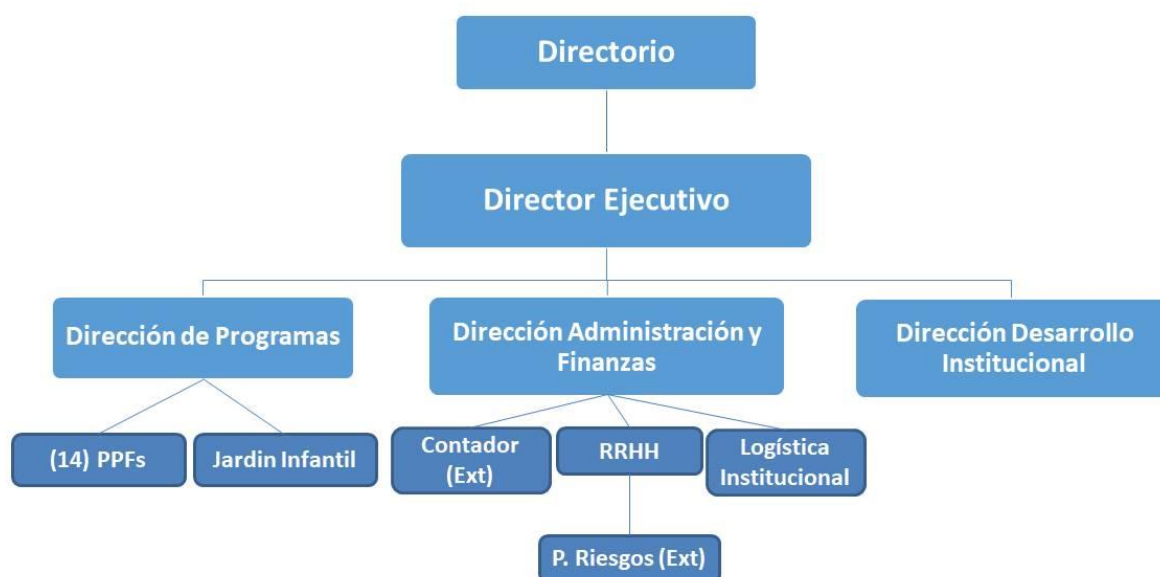 Directorio
Director Ejecutivo
Dirección de Programas
Dirección Administración y
Finanzas
Dirección Desarrollo
Institucional
(14) PPFs
Jardin Infantil
Contador
(Ext)
RRHH
Logística
Institucional
P. Riesgos (Ext)